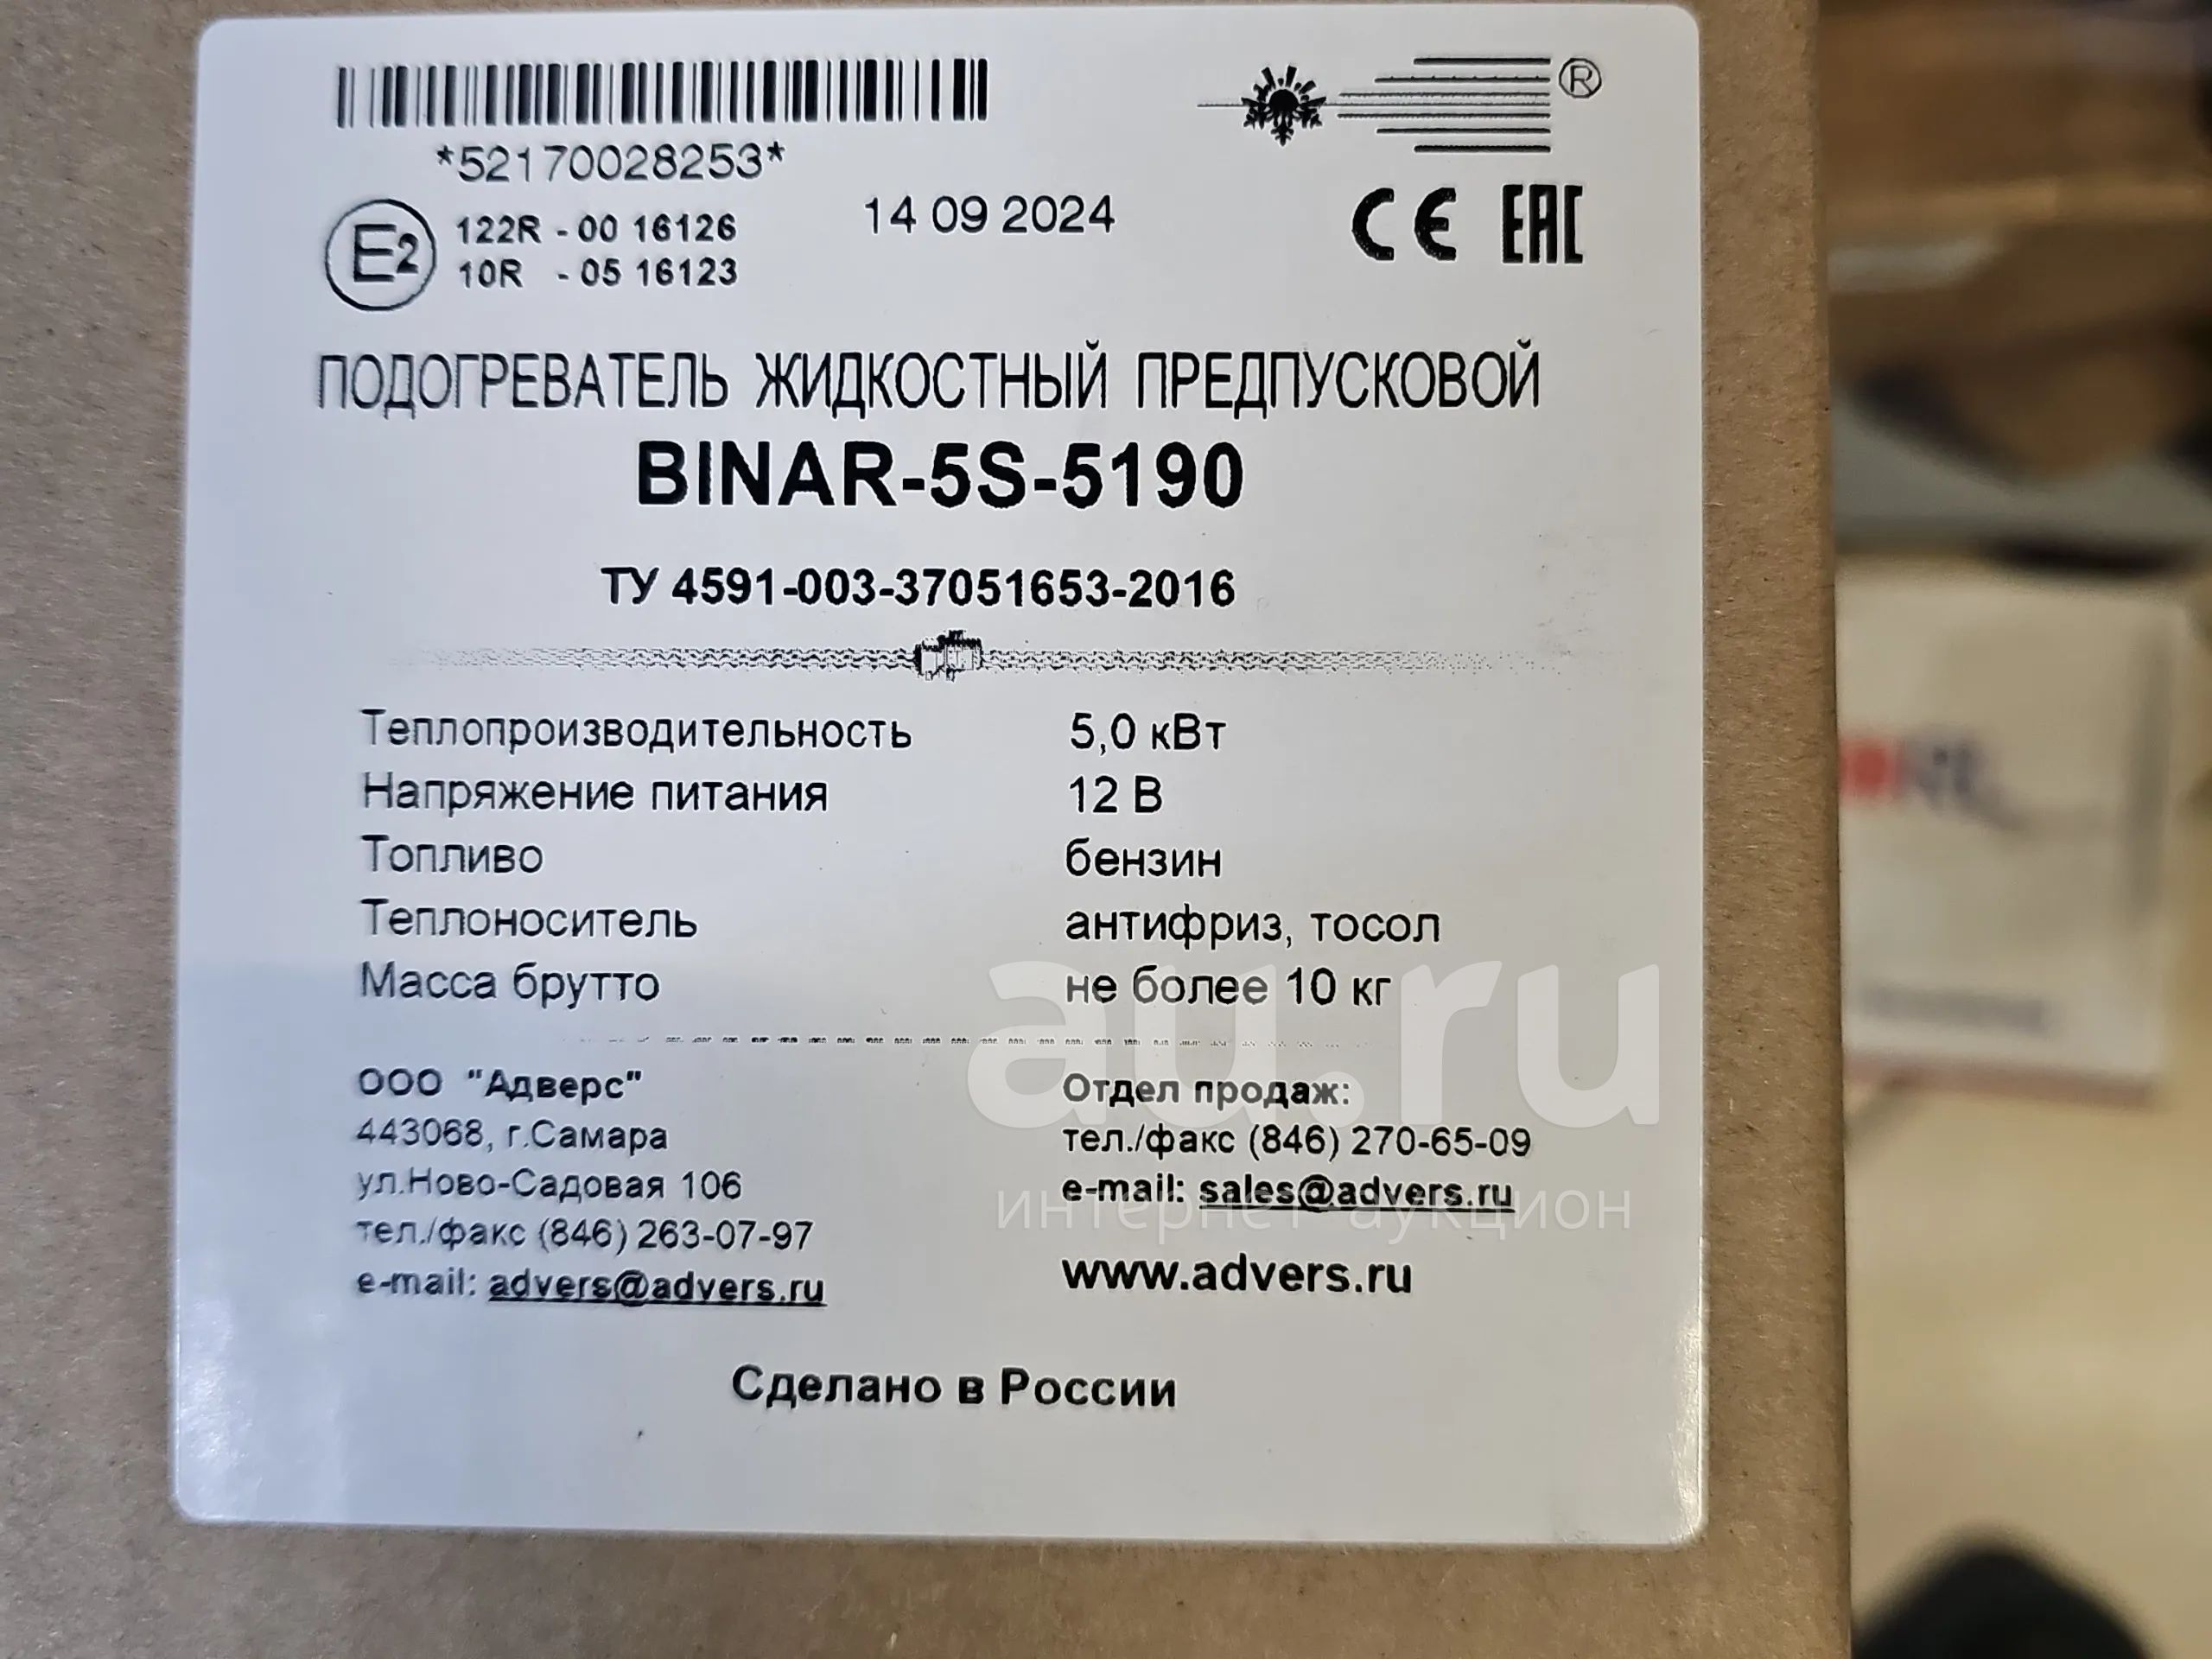 *52170028253*
®
E2
122R - 00 16126
10R - 05 16123
14 09 2024
CE EAC
ПОДОГРЕВАТЕЛЬ ЖИДКОСТНЫЙ ПРЕДПУСКОВОЙ
BINAR-5S-5190
ТУ 4591-003-37051653-2016
Теплопроизводительность 5,0 кВт
Напряжение питания 12 В
Топливо бензин
Теплоноситель антифриз, тосол
Масса брутто не более 10 кг
ООО "Адверс"
443068, г.Самара
ул.Ново-Садовая 106
тел./факс (846) 263-07-97
e-mail: advers@advers.ru
Отдел продаж:
тел./факс (846) 270-65-09
e-mail: sales@advers.ru
www.advers.ru
Сделано в России
au.ru
интернет аукцион